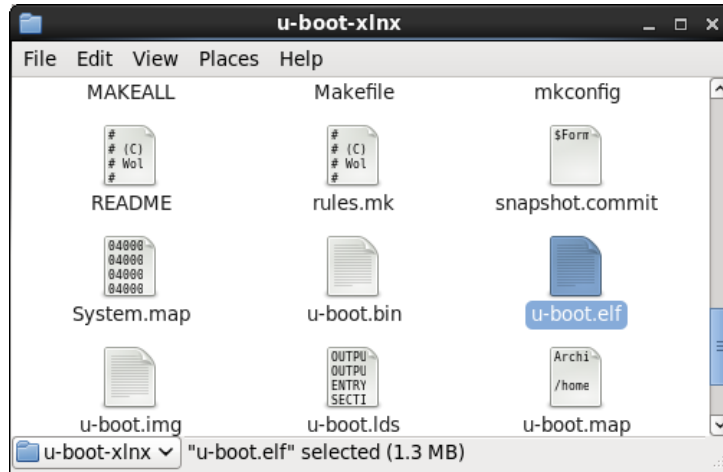 u-boot-xlnx
File Edit View Places Help
MAKEALL Makefile mkconfig
#
# (C)
# Wol
#
#
# (C)
# Wol
#
$Form
README rules.mk snapshot.commit
04000
04000
04000
04000
System.map u-boot.bin u-boot.elf
OUTPU
OUTPU
ENTRY
SECTI
Archi
/home
u-boot.img u-boot.lds u-boot.map
u-boot-xlnx "u-boot.elf" selected (1.3 MB)